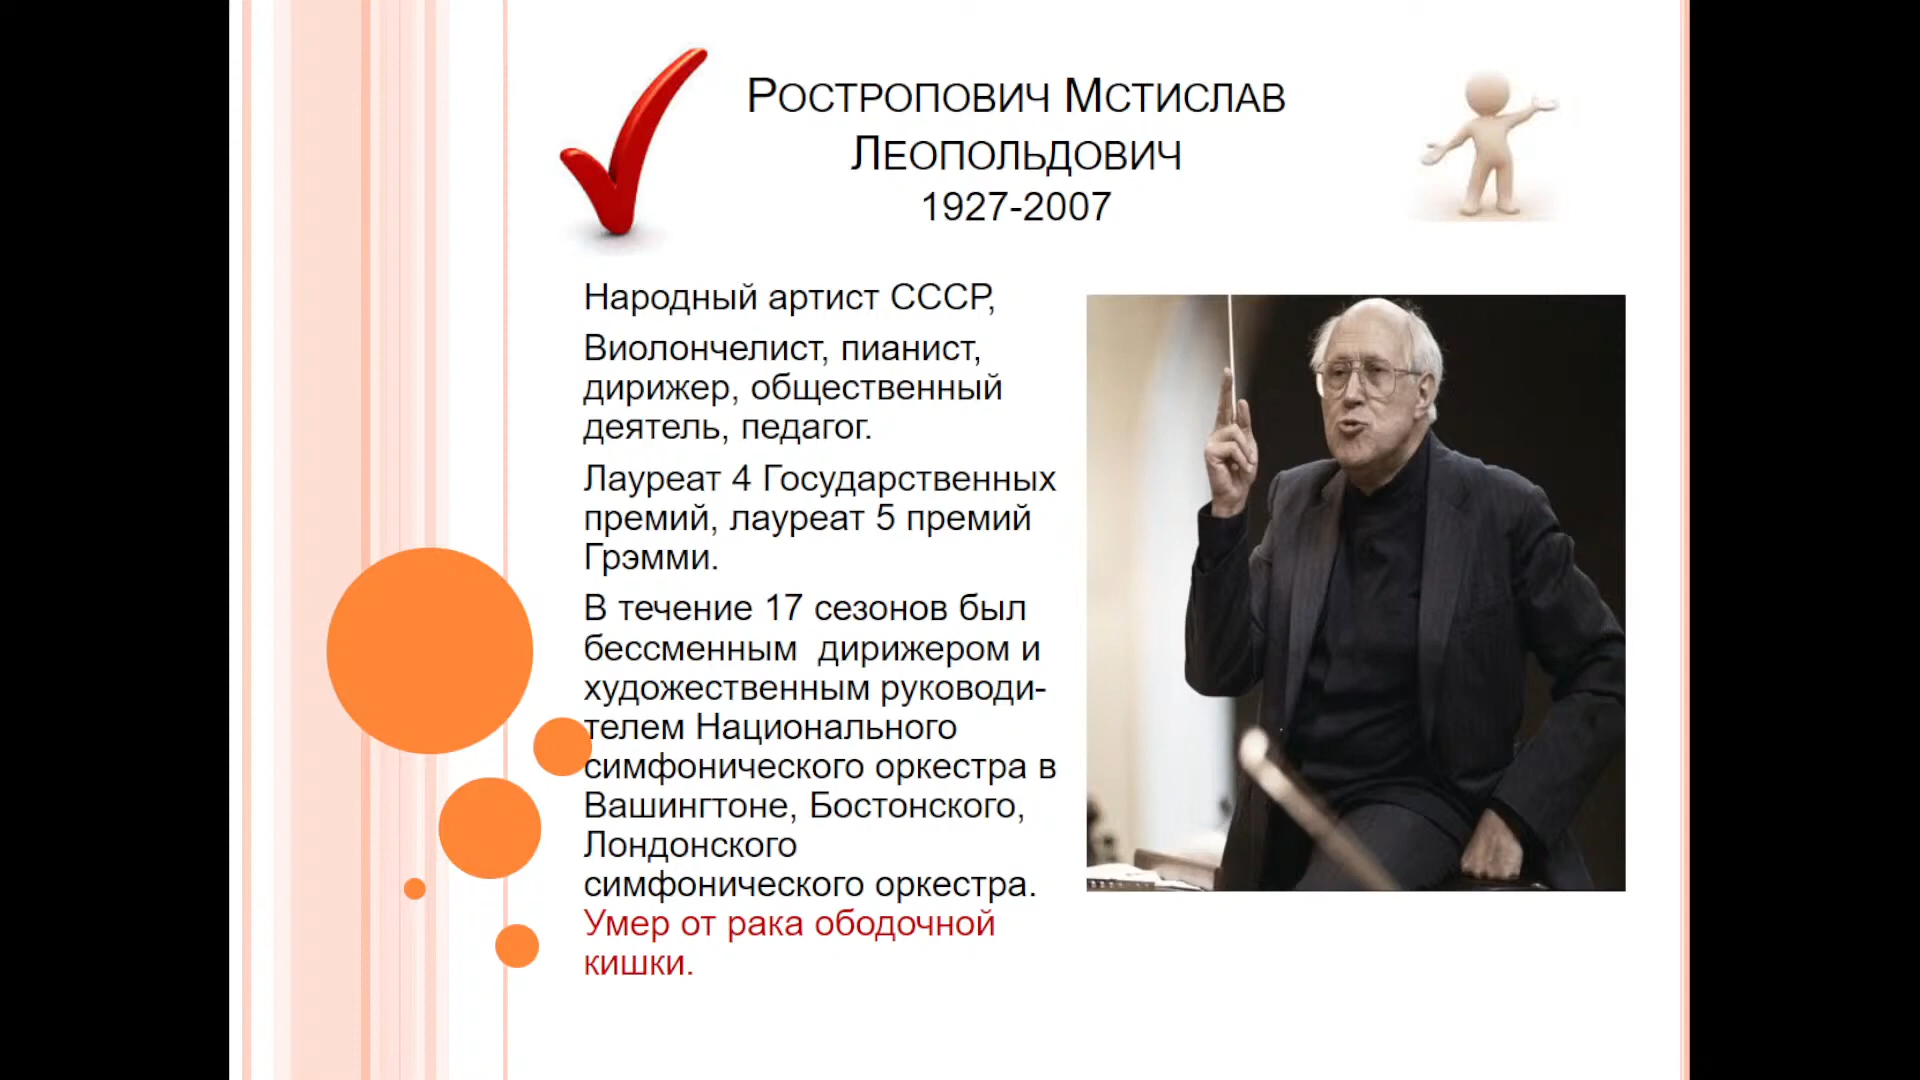 Ростропович Мстислав
Леопольдович
1927-2007
Народный артист СССР,
Виолончелист, пианист,
дирижер, общественный
деятель, педагог.
Лауреат 4 Государственных
премий, лауреат 5 премий
Грэмми.
В течение 17 сезонов был
бессменным  дирижером и
художественным руководи-
телем Национального
симфонического оркестра в
Вашингтоне, Бостонского,
Лондонского
симфонического оркестра.
Умер от рака ободочной
кишки.